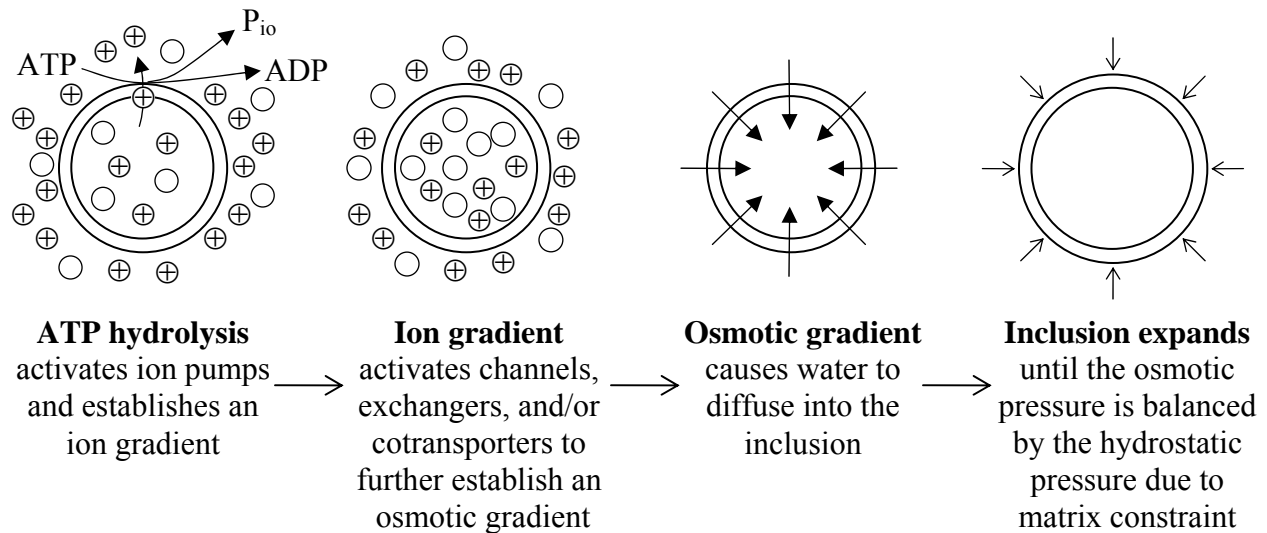 P_io
ATP
ADP
ATP hydrolysis
activates ion pumps
and establishes an
ion gradient
Ion gradient
activates channels,
exchangers, and/or
cotransporters to
further establish an
osmotic gradient
Osmotic gradient
causes water to
diffuse into the
inclusion
Inclusion expands
until the osmotic
pressure is balanced
by the hydrostatic
pressure due to
matrix constraint